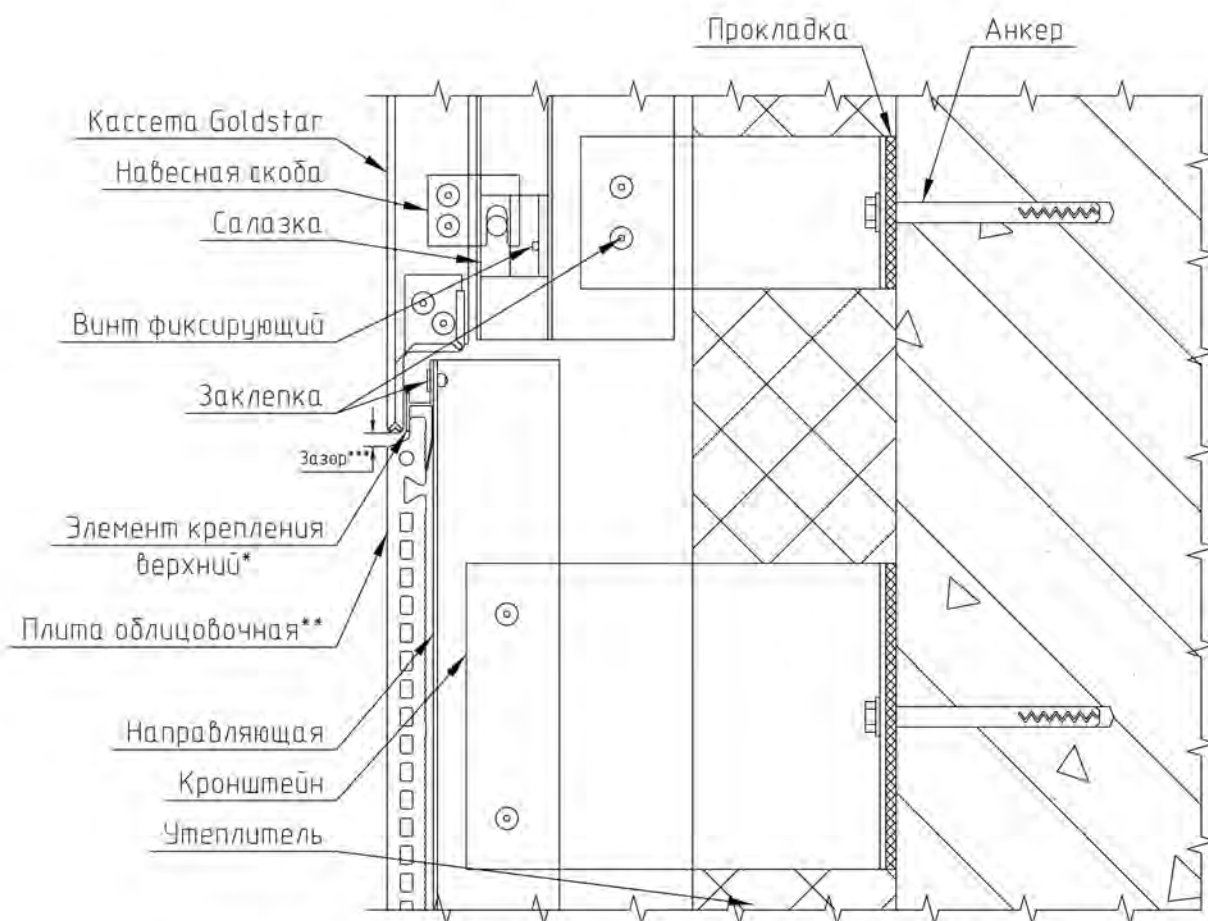 Прокладка
Анкер
Кассета Goldstar
Навесная скоба
Салазка
Винт фиксирующий
Заклепка
Зазор***
Элемент крепления
верхний*
Плита облицовочная**
Направляющая
Кронштейн
Утеплитель